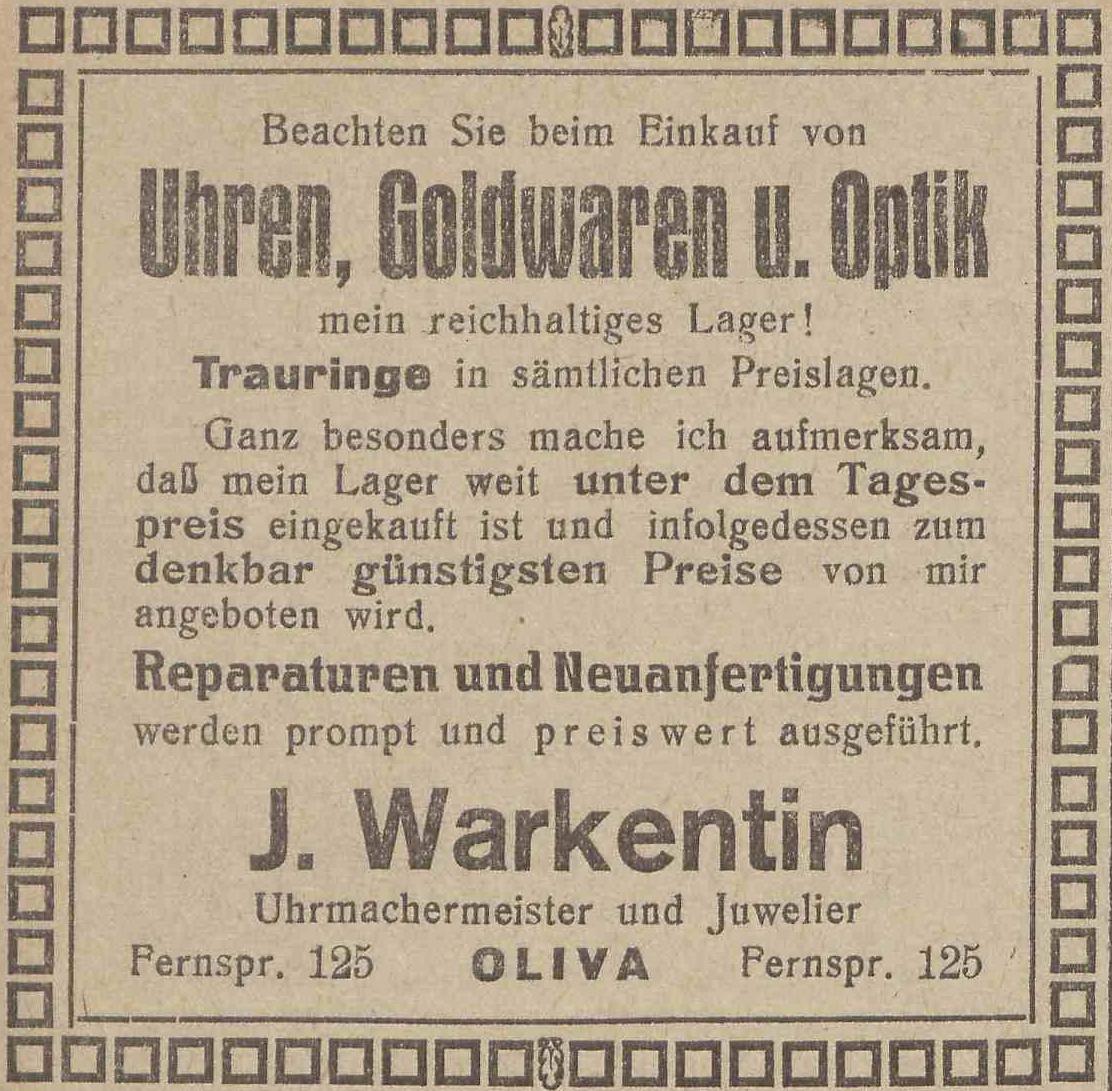 Beachten Sie beim Einkauf von
Uhren, Goldwaren u. Optik
mein reichhaltiges Lager!
Trauringe in sämtlichen Preislagen.
Ganz besonders mache ich aufmerksam,
daß mein Lager weit unter dem Tages-
preis eingekauft ist und infolgedessen zum
denkbar günstigsten Preise von mir
angeboten wird.
Reparaturen und Neuanfertigungen
werden prompt und preiswert ausgeführt.
J. Warkentin
Uhrmachermeister und Juwelier
Fernspr. 125 OLIVA Fernspr. 125